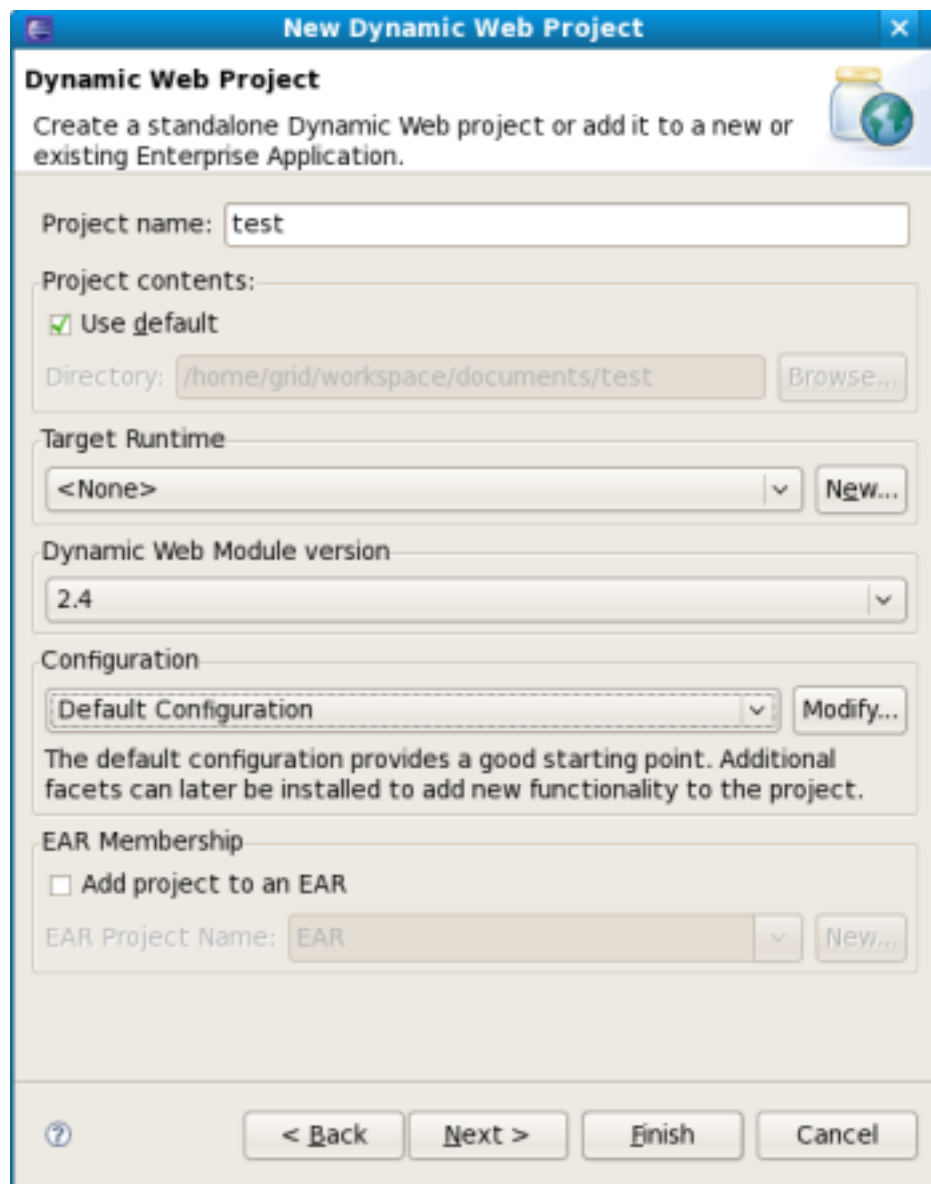 New Dynamic Web Project
Dynamic Web Project
Create a standalone Dynamic Web project or add it to a new or
existing Enterprise Application.
Project name: test
Project contents:
Use default
Directory: /home/grid/workspace/documents/test Browse...
Target Runtime
<None> New...
Dynamic Web Module version
2.4
Configuration
Default Configuration Modify...
The default configuration provides a good starting point. Additional
facets can later be installed to add new functionality to the project.
EAR Membership
Add project to an EAR
EAR Project Name: EAR New...
< Back Next > Finish Cancel